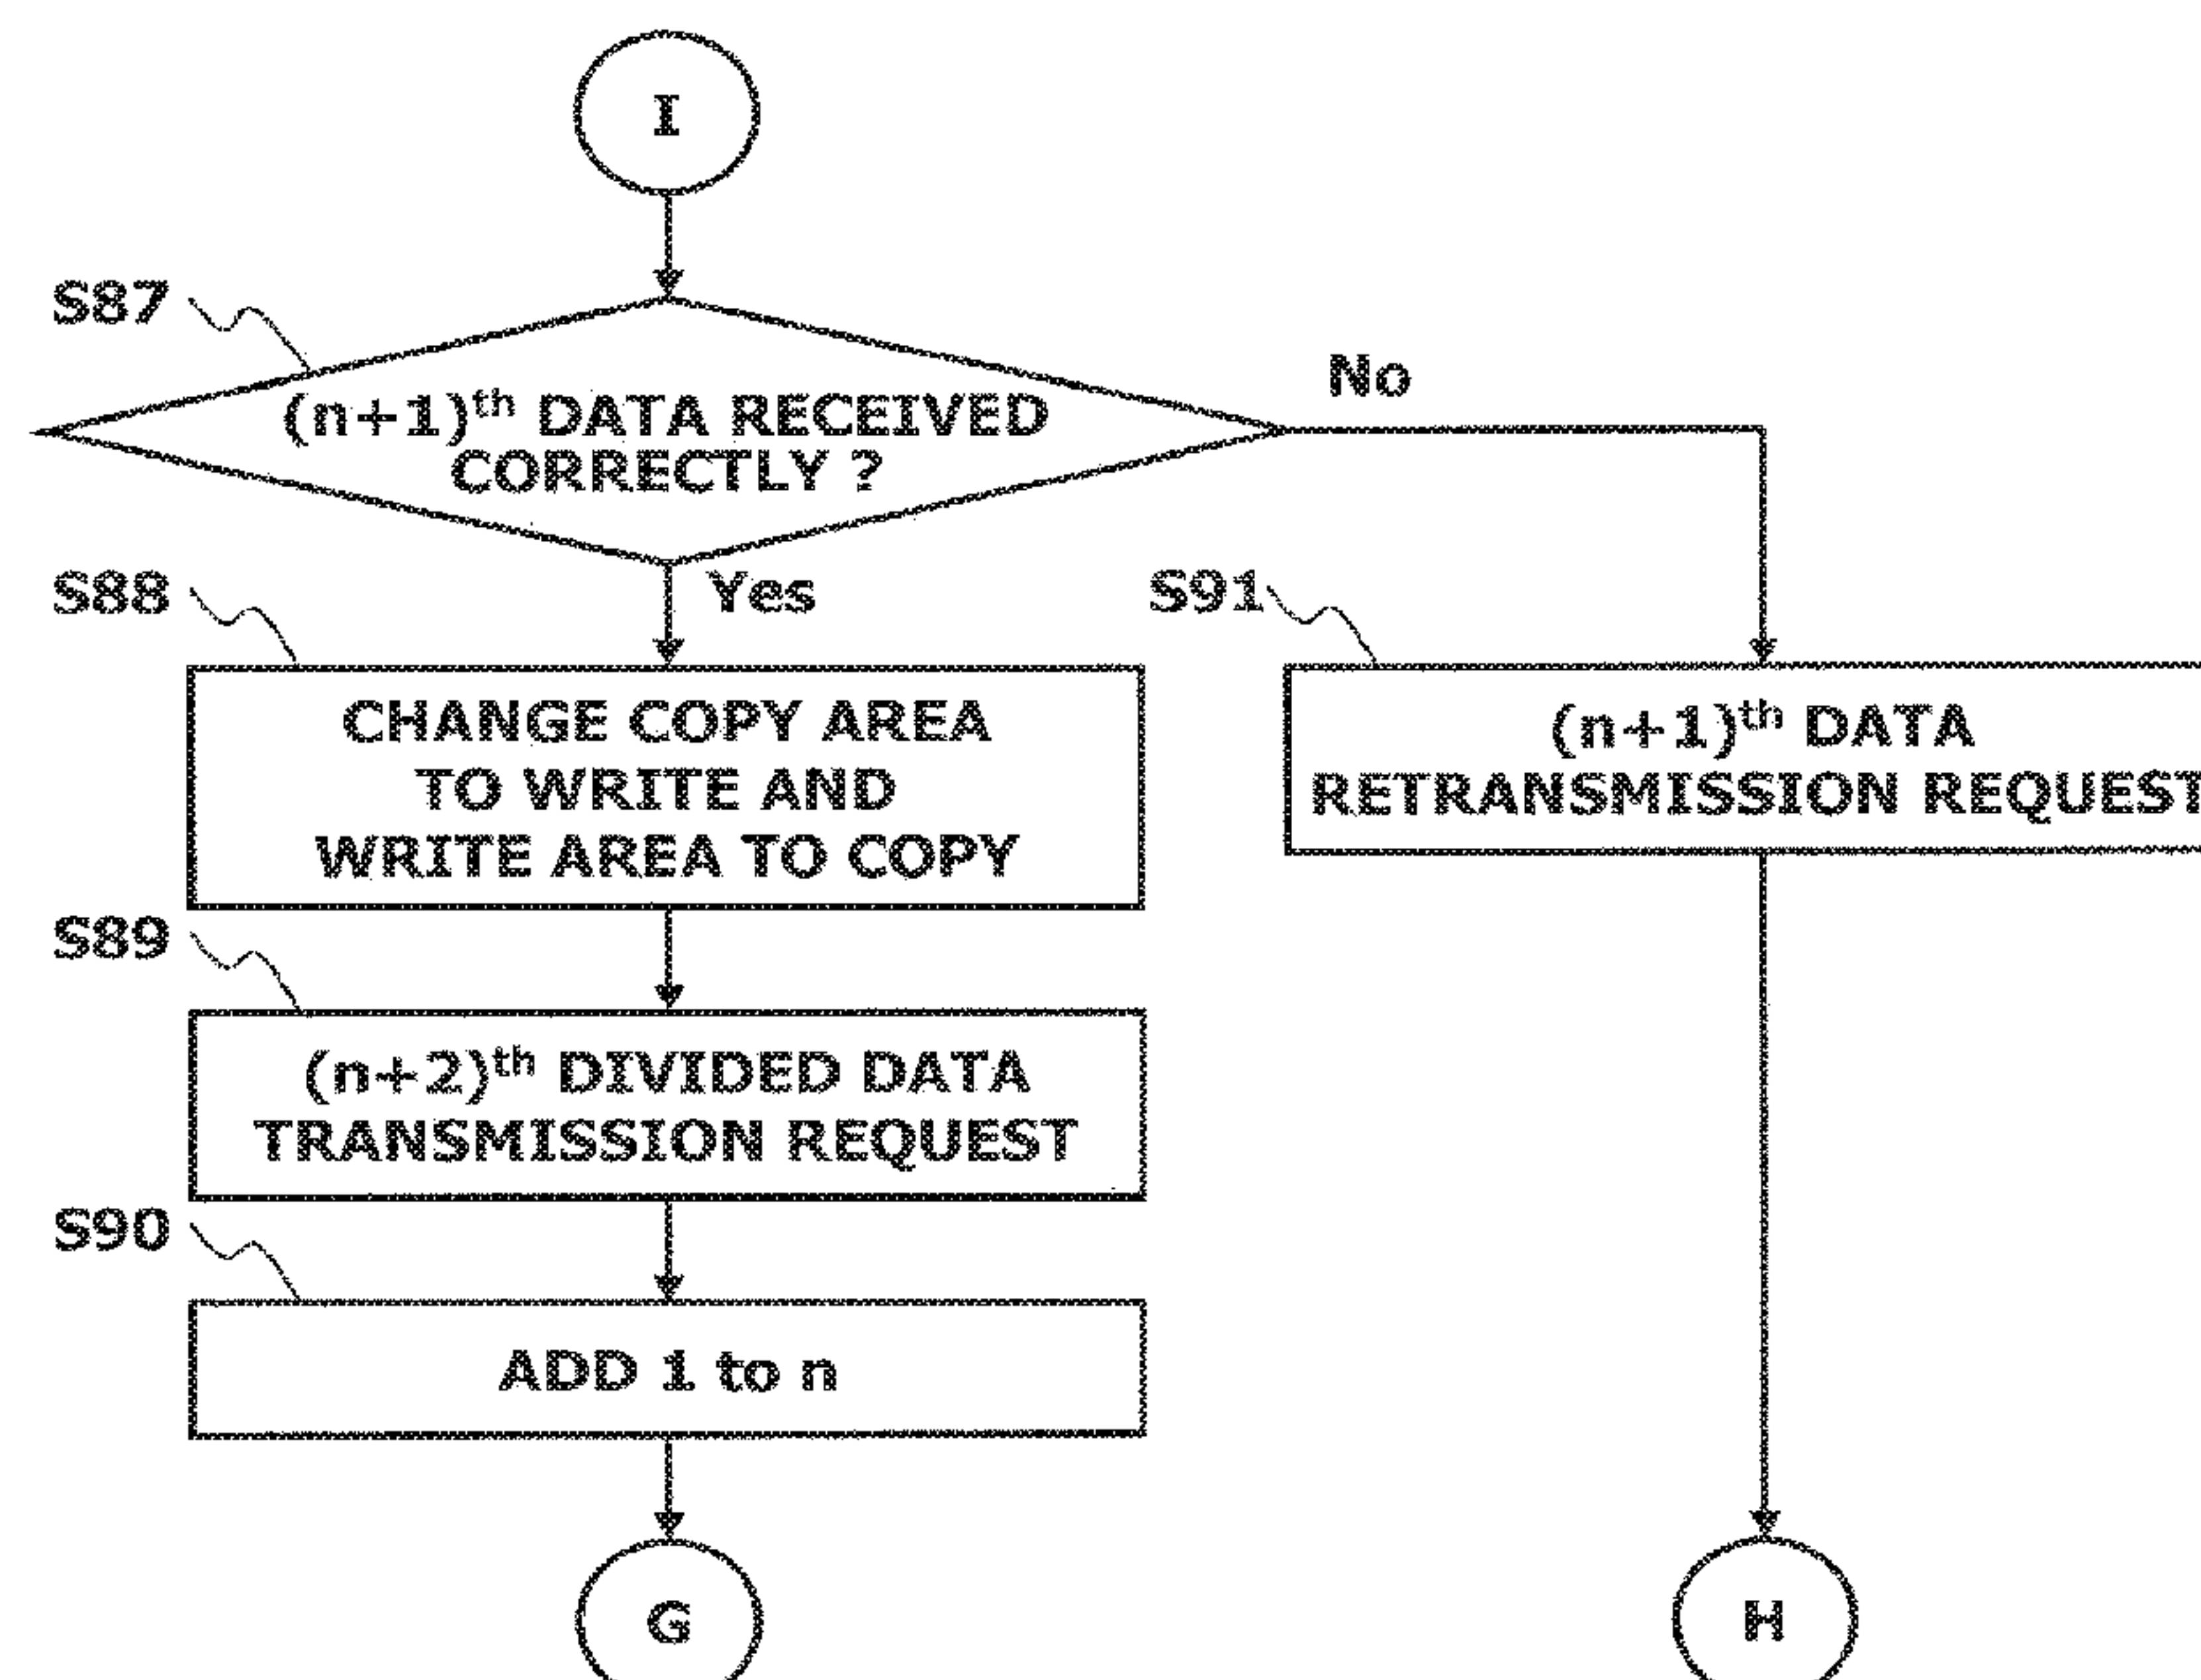 I
S87
(n+1)th DATA RECEIVED
CORRECTLY ?
No
Yes
S88
CHANGE COPY AREA
TO WRITE AND
WRITE AREA TO COPY
S91
(n+1)th DATA
RETRANSMISSION REQUEST
S89
(n+2)th DIVIDED DATA
TRANSMISSION REQUEST
S90
ADD 1 to n
G
H